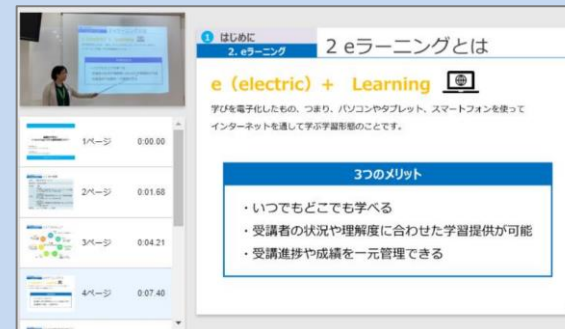 1 はじめに
2. eラーニング
2 eラーニングとは
e（electric）+ Learning
学びを電子化したもの、つまり、パソコンやタブレット、スマートフォンを使って
インターネットを通して学ぶ学習形態のことです。
3つのメリット
・いつでもどこでも学べる
・受講者の状況や理解度に合わせた学習提供が可能
・受講進捗や成績を一元管理できる
1ページ 0:00.00
2ページ 0:01.68
3ページ 0:04.21
4ページ 0:07.40